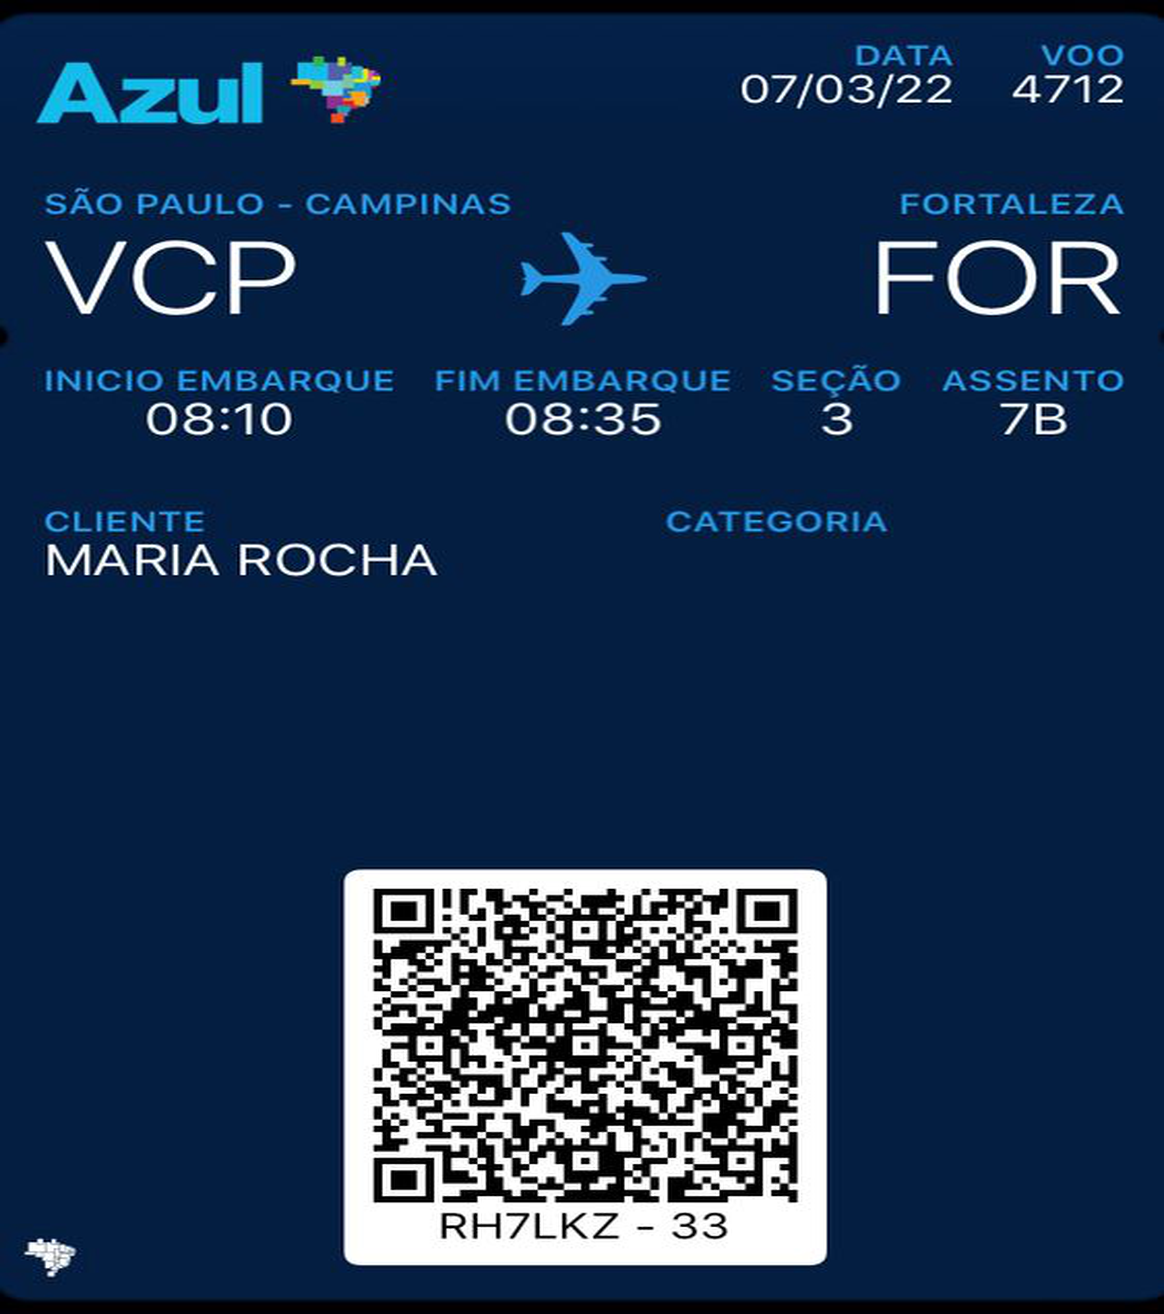 Azul
DATA VOO
07/03/22 4712
SÃO PAULO - CAMPINAS FORTALEZA
VCP FOR
INICIO EMBARQUE FIM EMBARQUE SEÇÃO ASSENTO
08:10 08:35 3 7B
CLIENTE CATEGORIA
MARIA ROCHA
RH7LKZ - 33